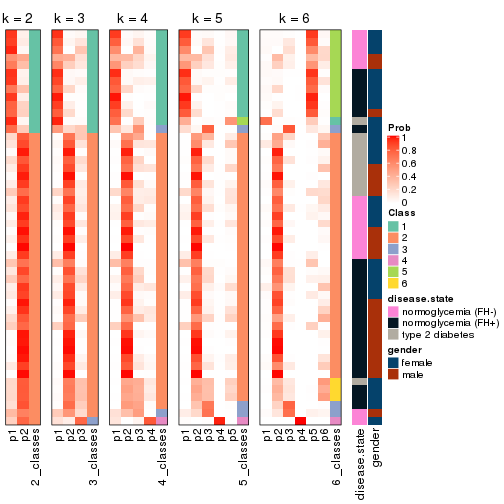 k = 2
k = 3
k = 4
k = 5
k = 6
p1
p2
2_classes
p1
p2
p3
3_classes
p1
p2
p3
p4
4_classes
p1
p2
p3
p4
p5
5_classes
p1
p2
p3
p4
p5
p6
6_classes
disease.state
gender
Prob
1
0.8
0.6
0.4
0.2
0
Class
1
2
3
4
5
6
disease.state
normoglycemia (FH-)
normoglycemia (FH+)
type 2 diabetes
gender
female
male